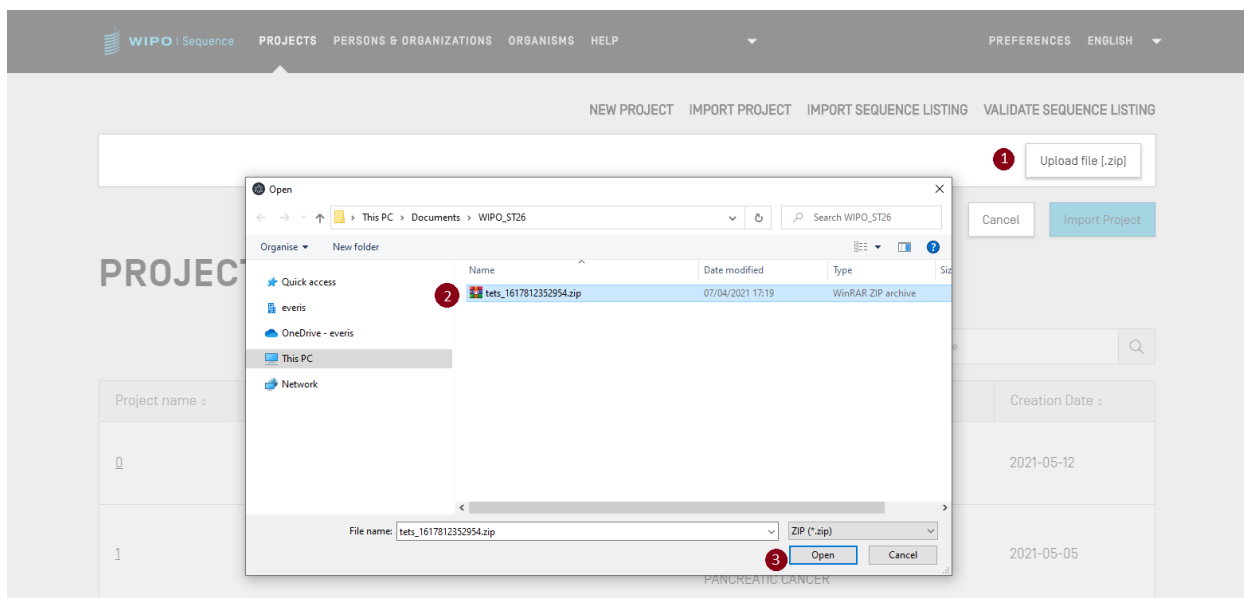 WIPO | Sequence PROJECTS PERSONS & ORGANIZATIONS ORGANISMS HELP PREFERENCES ENGLISH
NEW PROJECT IMPORT PROJECT IMPORT SEQUENCE LISTING VALIDATE SEQUENCE LISTING
1 Upload file [.zip]
Open
This PC > Documents > WIPO_ST26 Search WIPO_ST26
Cancel Import Project
Organise New folder
PROJEC
Name Date modified Type Siz
Quick access
2 tets_1617812352954.zip 07/04/2021 17:19 WinRAR ZIP archive
everis
OneDrive - everis
This PC
Network
Project name Creation Date
0 2021-05-12
File name: tets_1617812352954.zip ZIP (*.zip)
3 Open Cancel
1 2021-05-05
PANCREATIC CANCER